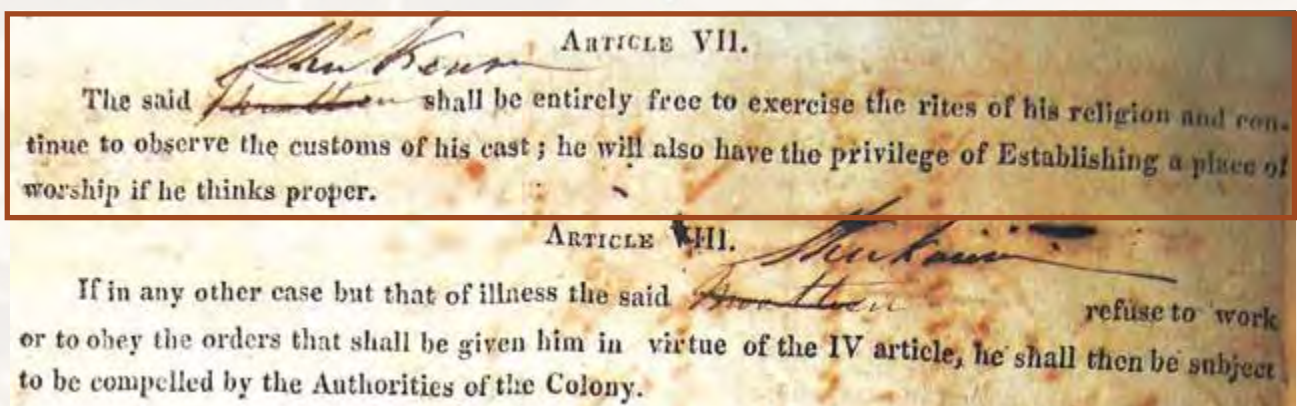 ARTICLE VII.
The said shall be entirely free to exercise the rites of his religion and con-
tinue to observe the customs of his cast; he will also have the privilege of Establishing a place of
worship if he thinks proper.
ARTICLE VIII.
If in any other case but that of illness the said refuse to work
or to obey the orders that shall be given him in virtue of the IV article, he shall then be subject
to be compelled by the Authorities of the Colony.